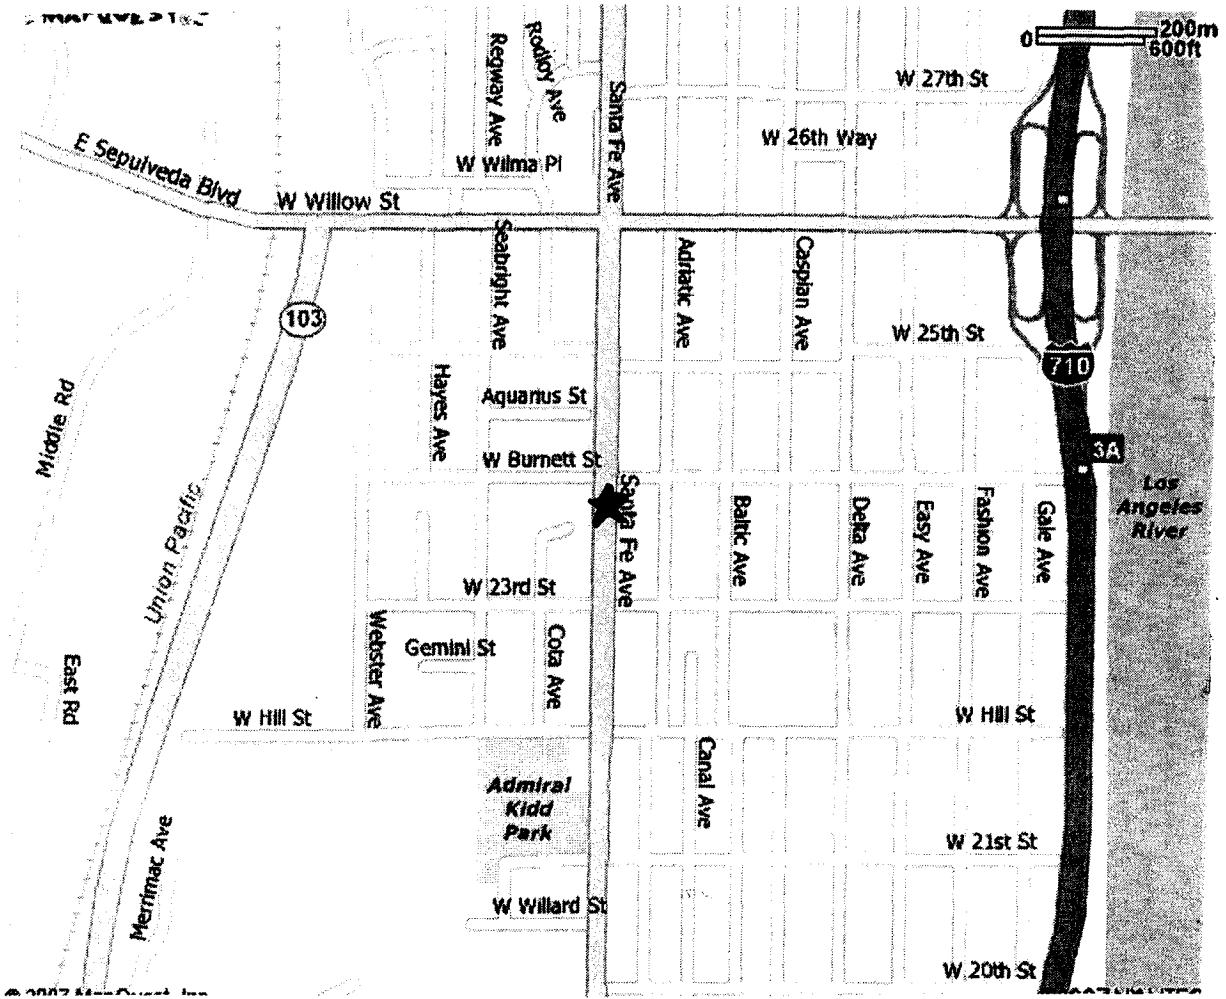 0 200m
600ft
W 27th St
Rodloy Ave
Regway Ave
Santa Fe Ave
W 26th Way
E Sepulveda Blvd
W Wilma Pl
W Willow St
Seabright Ave
Adriatic Ave
Caspian Ave
103
W 25th St
710
Hayes Ave
Aquarius St
Middle Rd
W Burnett St
3A
Santa Fe Ave
Los
Angeles
River
Union Pacific
Baltic Ave
Delta Ave
Easy Ave
Fashion Ave
Gale Ave
W 23rd St
Webster Ave
Gemini St
Cota Ave
East Rd
W Hill St
W Hill St
Canal Ave
Admiral
Kidd
Park
Merrimac Ave
W 21st St
W Willard St
W 20th St
© 2007 MapQuest, Inc